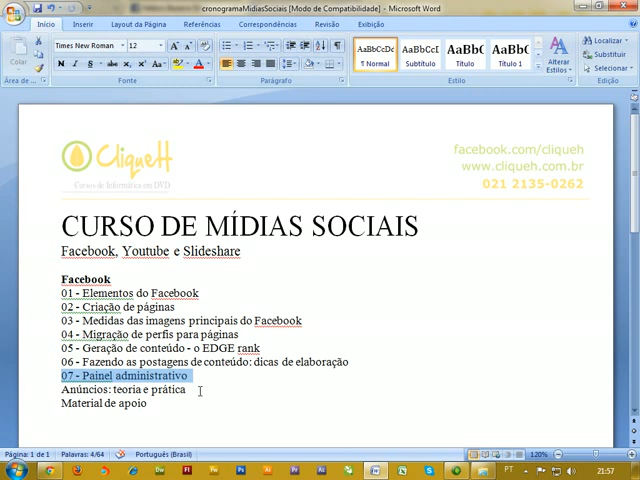 cronogramaMidiasSociais [Modo de Compatibilidade] - Microsoft Word
Início Inserir Layout da Página Referências Correspondências Revisão Exibição
Colar
Times New Roman 12
AaBbCcDc AaBbCcL AaBbC AaBbC
¶ Normal Subtítulo Título Título 1
Alterar Estilos
Localizar
Substituir
Selecionar
Área de... Fonte Parágrafo Estilo Edição
CliqueH
Cursos de Informática em DVD
facebook.com/cliqueh
www.cliqueh.com.br
021 2135-0262
CURSO DE MÍDIAS SOCIAIS
Facebook, Youtube e Slideshare
Facebook
01 - Elementos do Facebook
02 - Criação de páginas
03 - Medidas das imagens principais do Facebook
04 - Migração de perfis para páginas
05 - Geração de conteúdo - o EDGE rank
06 - Fazendo as postagens de conteúdo: dicas de elaboração
07 - Painel administrativo
Anúncios: teoria e prática
Material de apoio
Página: 1 de 1 Palavras: 4/64 Português (Brasil) 120%
PT 21:57